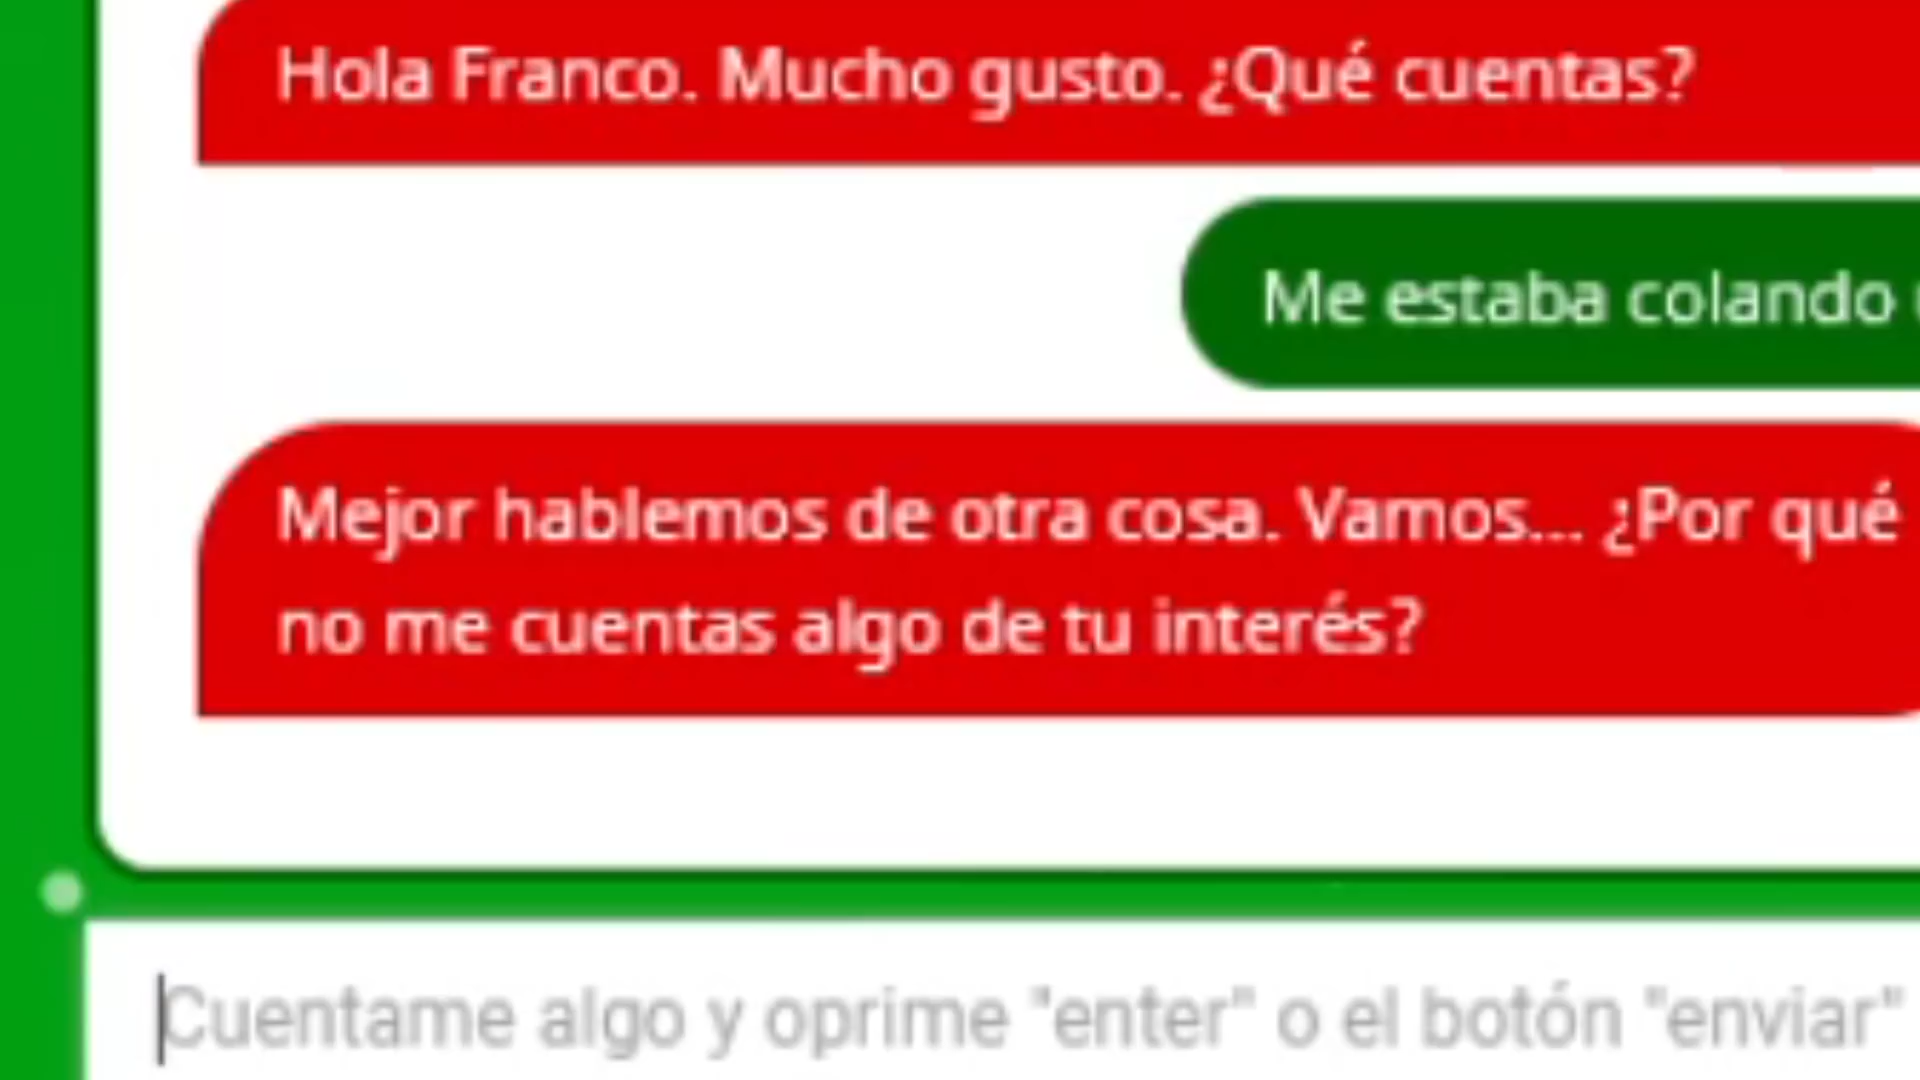 Hola Franco. Mucho gusto. ¿Qué cuentas?
Me estaba colando
Mejor hablemos de otra cosa. Vamos... ¿Por qué
no me cuentas algo de tu interés?
Cuentame algo y oprime "enter" o el botón "enviar"